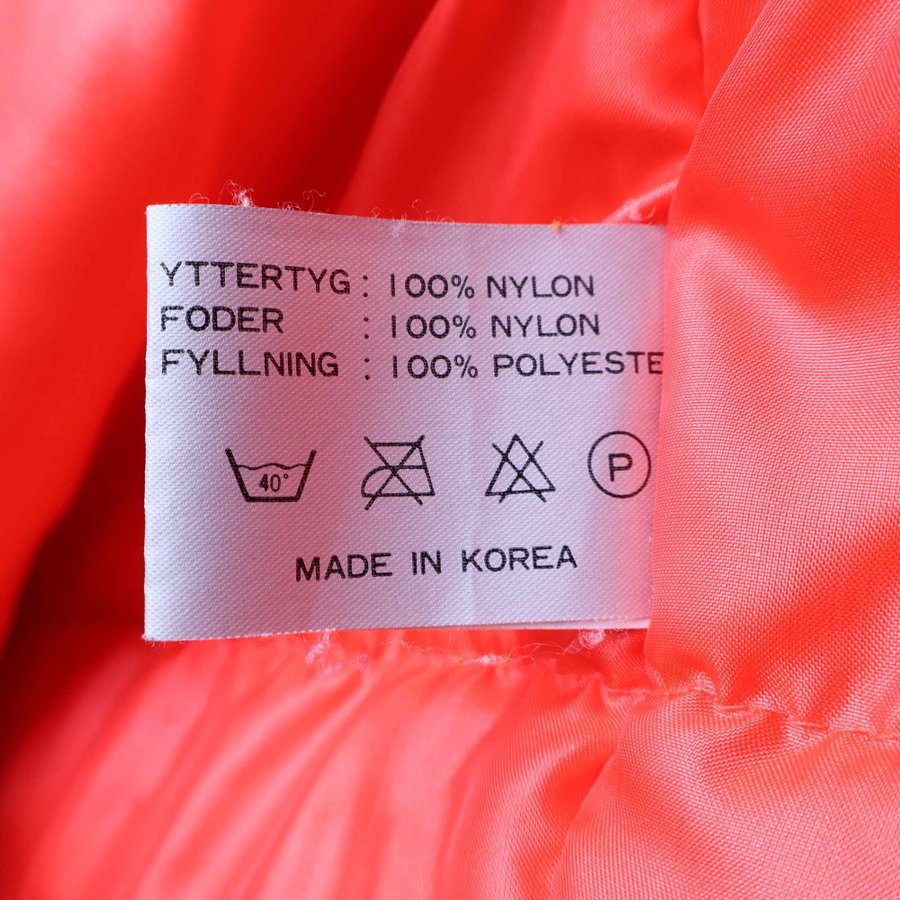 YTTERTYG : 100% NYLON
FODER : 100% NYLON
FYLLNING : 100% POLYESTE
40°
P
MADE IN KOREA